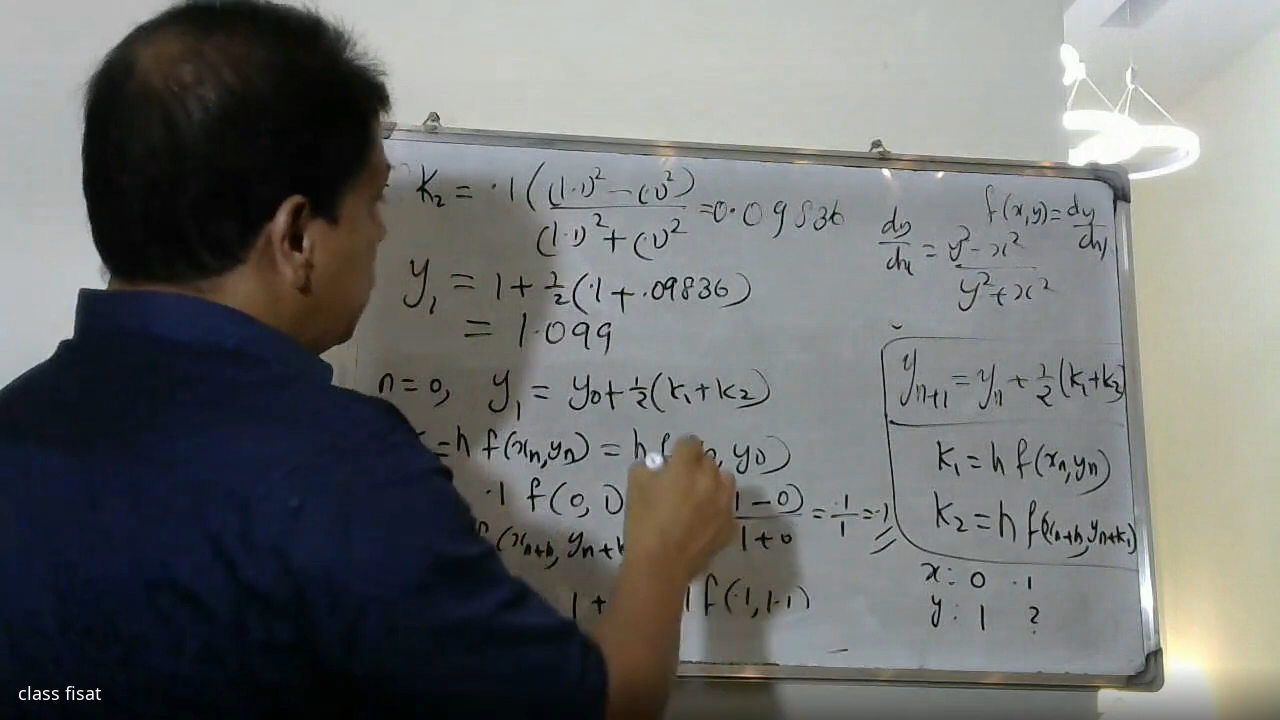 K₂ = ·1 ( (1·1)² − (·1)² / (1·1)² + (·1)² ) = 0·09836
y₁ = 1 + 1/2 (·1 + ·09836)
= 1·099
n = 0, y₁ = y₀ + 1/2 (k₁ + k₂)
= h f(xₙ, yₙ) = h f( , y₀)
·1 f(0, 1) 1 − 0 / 1 + 0 = ·1/1 = ·1
(xₙ+h, yₙ+k
1 + f(·1, 1·1)
f(x,y) = dy/dx
dy/dx = y² − x² / y² + x²
yₙ₊₁ = yₙ + 1/2 (k₁ + k₂)
K₁ = h f(xₙ, yₙ)
K₂ = h f(xₙ+h, yₙ+k₁)
x: 0 ·1
y: 1 ?
class fisat